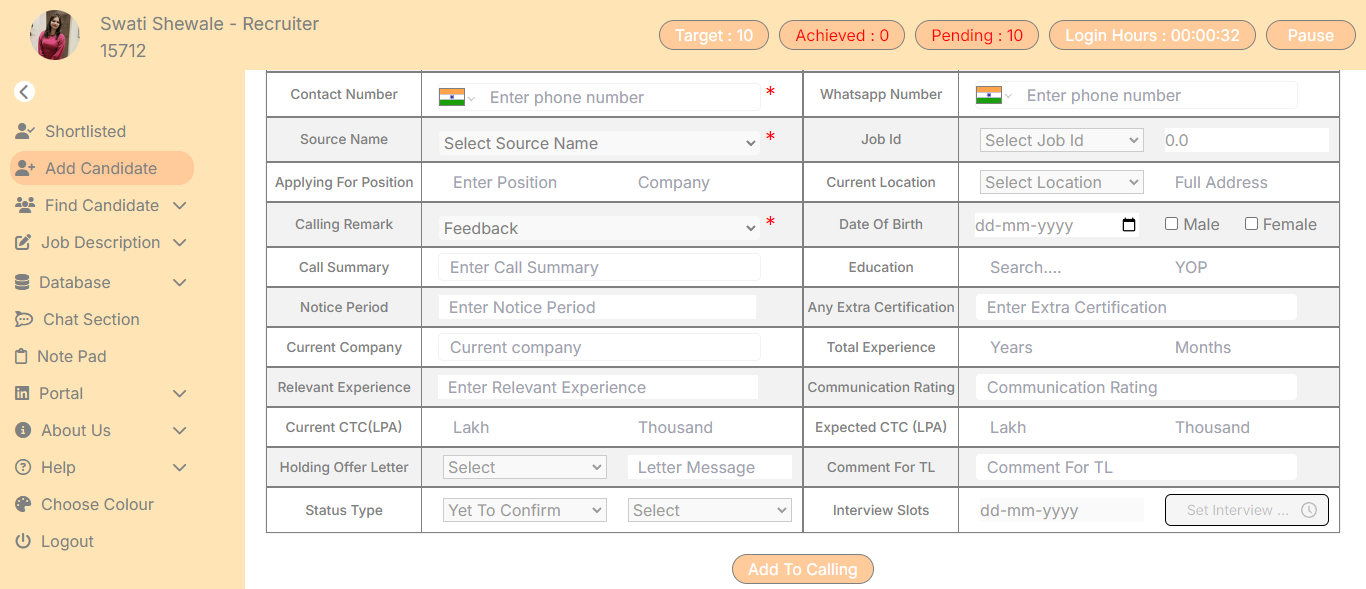 Swati Shewale - Recruiter
15712
Target : 10
Achieved : 0
Pending : 10
Login Hours : 00:00:32
Pause
Shortlisted
Add Candidate
Find Candidate
Job Description
Database
Chat Section
Note Pad
Portal
About Us
Help
Choose Colour
Logout
Contact Number Enter phone number * Whatsapp Number Enter phone number
Source Name Select Source Name * Job Id Select Job Id 0.0
Applying For Position Enter Position Company Current Location Select Location Full Address
Calling Remark Feedback * Date Of Birth dd-mm-yyyy Male Female
Call Summary Enter Call Summary Education Search.... YOP
Notice Period Enter Notice Period Any Extra Certification Enter Extra Certification
Current Company Current company Total Experience Years Months
Relevant Experience Enter Relevant Experience Communication Rating Communication Rating
Current CTC(LPA) Lakh Thousand Expected CTC (LPA) Lakh Thousand
Holding Offer Letter Select Letter Message Comment For TL Comment For TL
Status Type Yet To Confirm Select Interview Slots dd-mm-yyyy Set Interview ...
Add To Calling